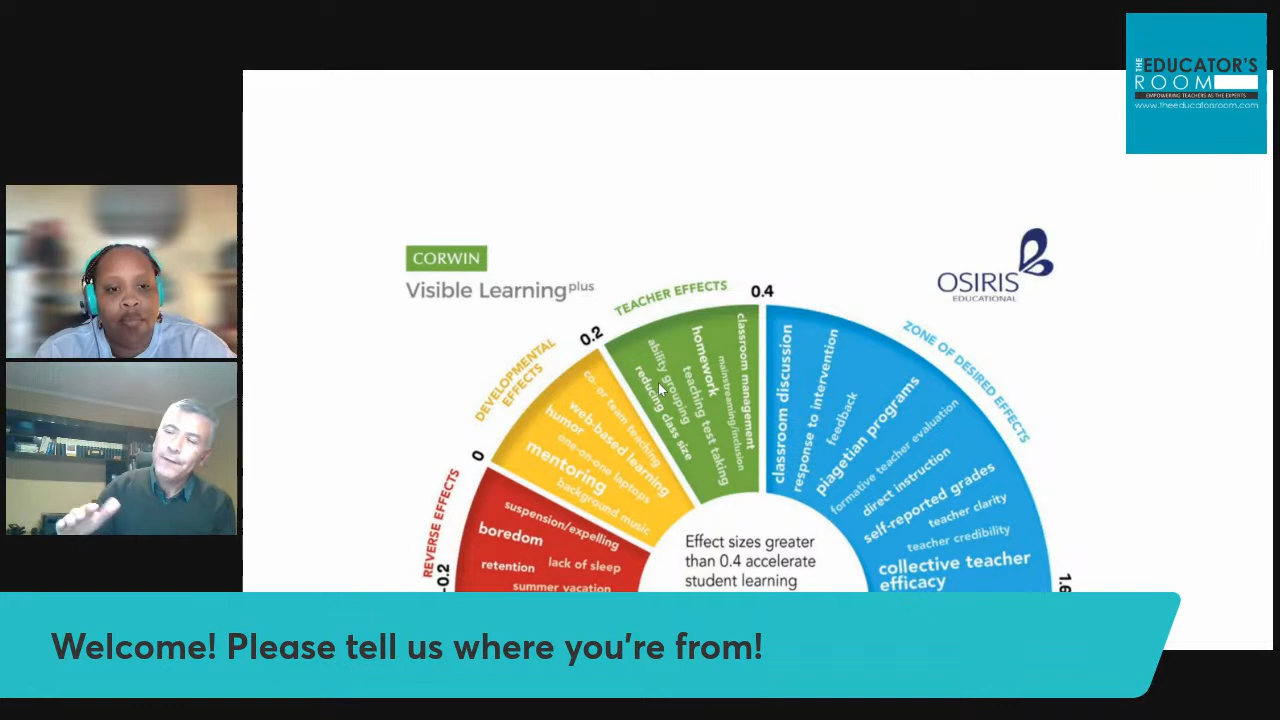 THE EDUCATOR'S
ROOM
EMPOWERING TEACHERS AS THE EXPERTS
www.theeducatorsroom.com
CORWIN
Visible Learning plus
OSIRIS
EDUCATIONAL
REVERSE EFFECTS
-0.2
suspension/expelling
boredom
lack of sleep
retention
summer vacation
0
DEVELOPMENTAL
EFFECTS
co- or team teaching
web-based learning
humor
one-on-one laptops
mentoring
background music
0.2
TEACHER EFFECTS
reducing class size
ability grouping
teaching test taking
homework
mainstreaming/inclusion
classroom management
0.4
ZONE OF DESIRED EFFECTS
classroom discussion
response to intervention
feedback
piagetian programs
formative teacher evaluation
direct instruction
self-reported grades
teacher clarity
teacher credibility
collective teacher
efficacy
Effect sizes greater
than 0.4 accelerate
student learning
Welcome! Please tell us where you're from!